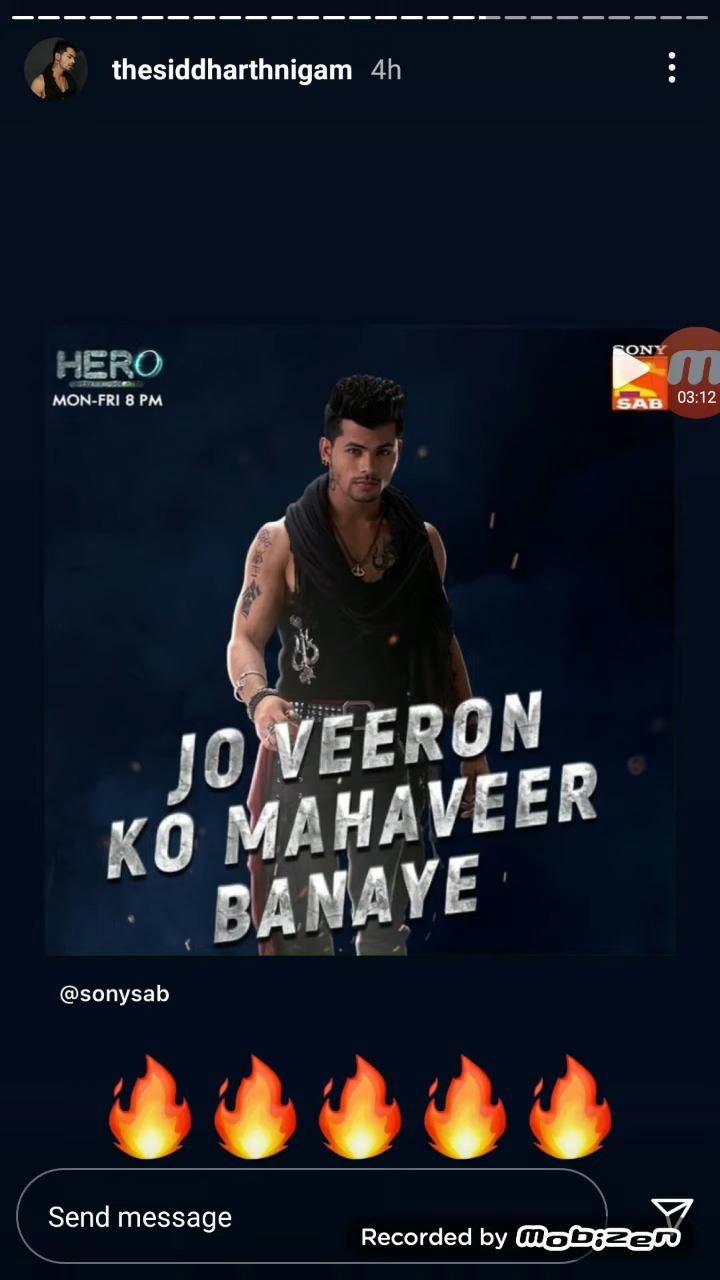 thesiddharthnigam 4h
HERO
MON-FRI 8 PM
SONY
SAB
03:12
JO VEERON
KO MAHAVEER
BANAYE
@sonysab
Send message
Recorded by mobizen